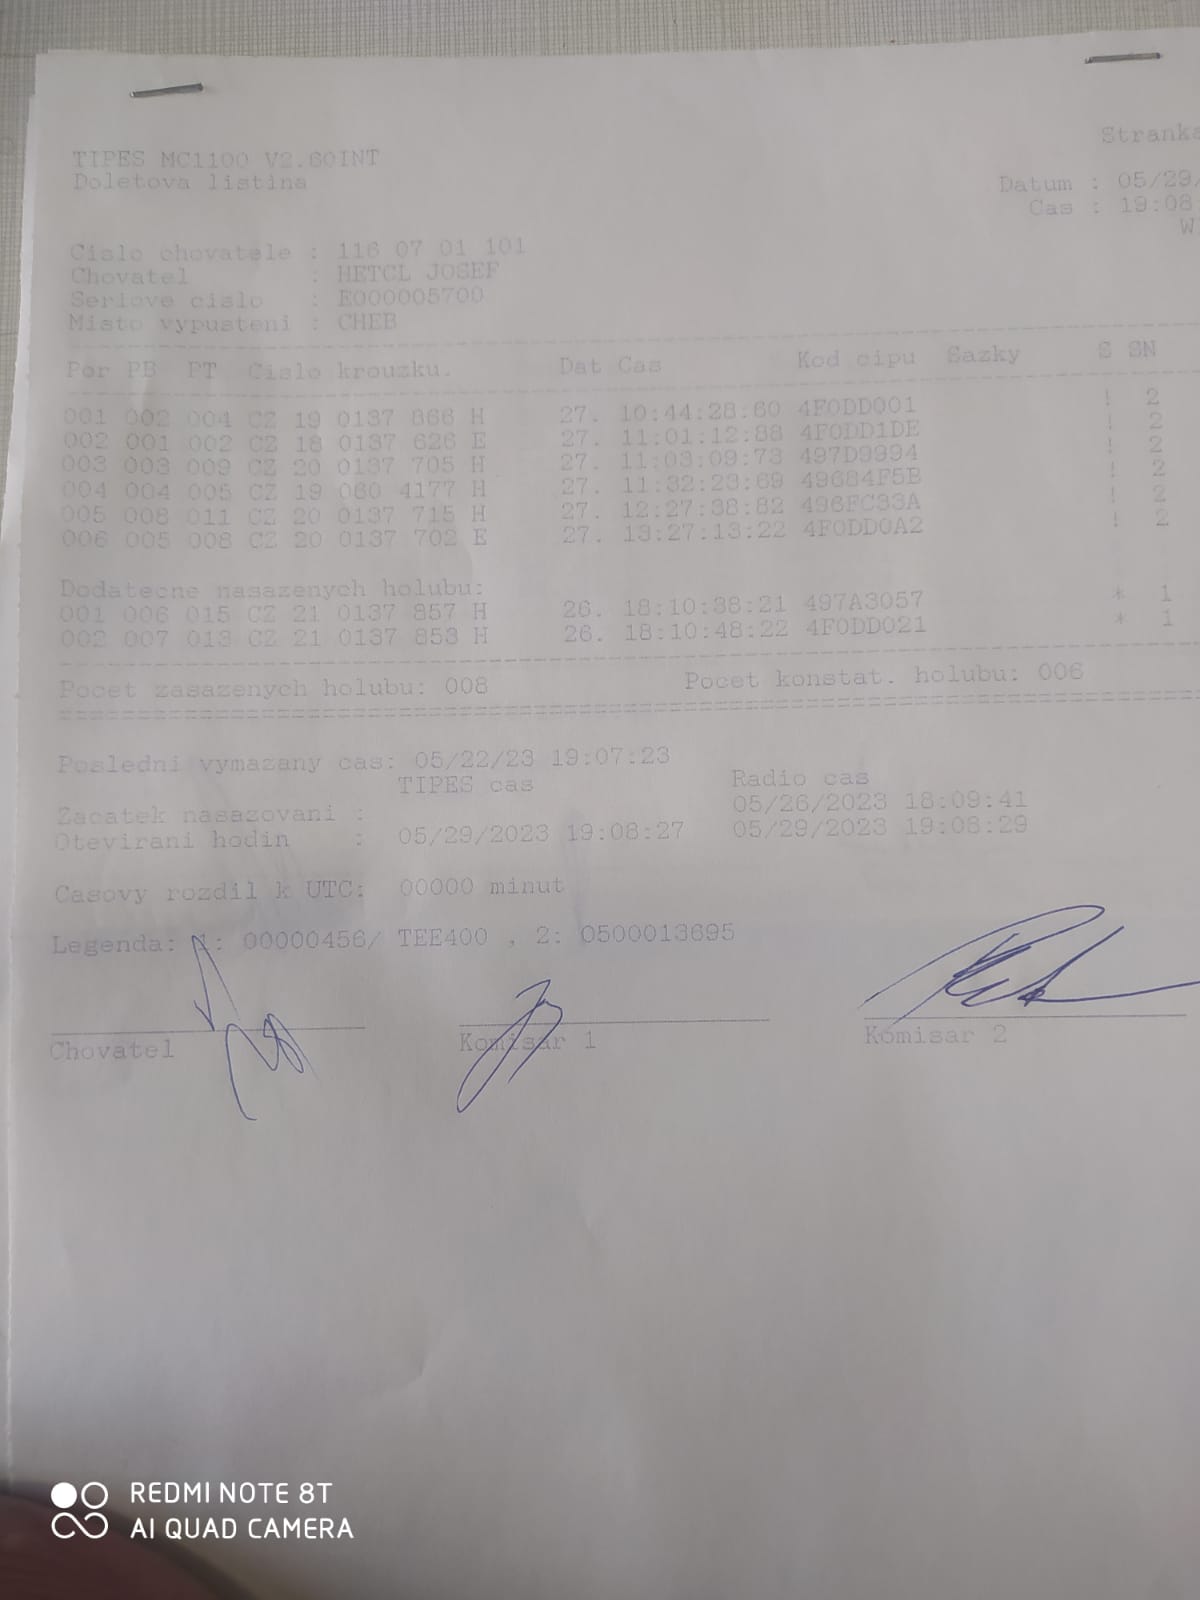 Stranka
TIPES MC1100 V2.60INT
Doletova listina
Datum : 05/29/
Cas : 19:08
W
Cislo chovatele : 116 07 01 101
Chovatel : HETCL JOSEF
Seriove cislo : E000005700
Misto vypusteni : CHEB
Por PB PT Cislo krouzku. Dat Cas Kod cipu Sazky S SN
001 002 004 CZ 19 0137 866 H 27. 10:44:28:60 4F0DD001 ! 2
002 001 002 CZ 18 0137 626 E 27. 11:01:12:88 4F0DD1DE ! 2
003 003 009 CZ 20 0137 705 H 27. 11:03:09:73 497D9994 ! 2
004 004 005 CZ 19 060 4177 H 27. 11:32:23:69 49684F5B ! 2
005 008 011 CZ 20 0137 715 H 27. 12:27:38:82 496FC33A ! 2
006 005 008 CZ 20 0137 702 E 27. 13:27:13:22 4F0DD0A2 ! 2
Dodatecne nasazenych holubu:
001 006 015 CZ 21 0137 857 H 26. 18:10:38:21 497A3057 * 1
002 007 013 CZ 21 0137 853 H 26. 18:10:48:22 4F0DD021 * 1
Pocet zasazenych holubu: 008 Pocet konstat. holubu: 006
Posledni vymazany cas: 05/22/23 19:07:23
TIPES cas Radio cas
Zacatek nasazovani : 05/26/2023 18:09:41
Otevirani hodin : 05/29/2023 19:08:27 05/29/2023 19:08:29
Casovy rozdil k UTC: 00000 minut
Legenda: 1: 00000456/ TEE400 , 2: 0500013695
Chovatel Komisar 1 Komisar 2
REDMI NOTE 8T
AI QUAD CAMERA